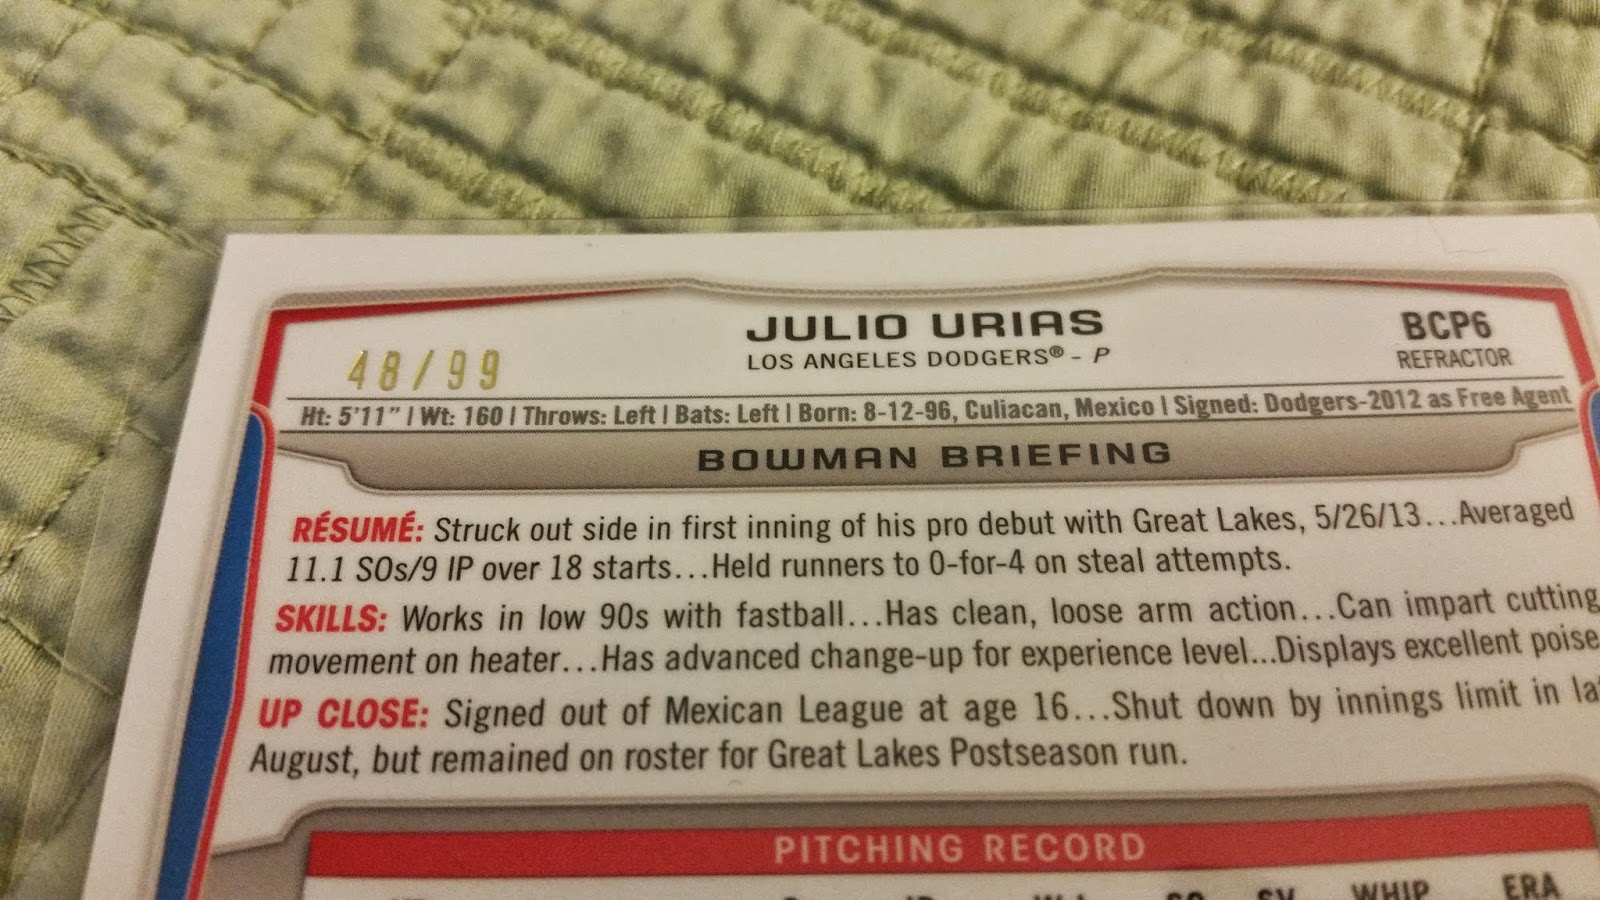 JULIO URIAS
BCP6
48/99
LOS ANGELES DODGERS® - P
REFRACTOR
Ht: 5'11" | Wt: 160 | Throws: Left | Bats: Left | Born: 8-12-96, Culiacan, Mexico | Signed: Dodgers-2012 as Free Agent
BOWMAN BRIEFING
RÉSUMÉ: Struck out side in first inning of his pro debut with Great Lakes, 5/26/13...Averaged
11.1 SOs/9 IP over 18 starts...Held runners to 0-for-4 on steal attempts.
SKILLS: Works in low 90s with fastball...Has clean, loose arm action...Can impart cutting
movement on heater...Has advanced change-up for experience level...Displays excellent poise
UP CLOSE: Signed out of Mexican League at age 16...Shut down by innings limit in
August, but remained on roster for Great Lakes Postseason run.
PITCHING RECORD
SV WHIP ERA